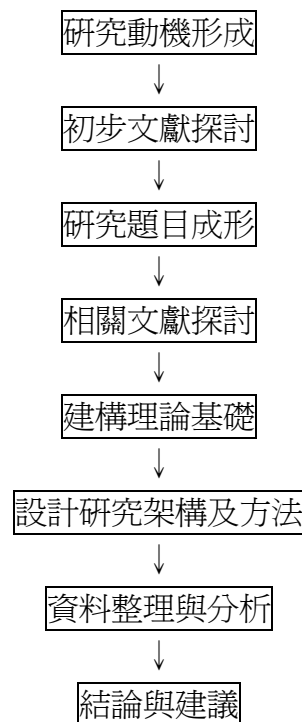 研究動機形成
↓
初步文獻探討
↓
研究題目成形
↓
相關文獻探討
↓
建構理論基礎
↓
設計研究架構及方法
↓
資料整理與分析
↓
結論與建議